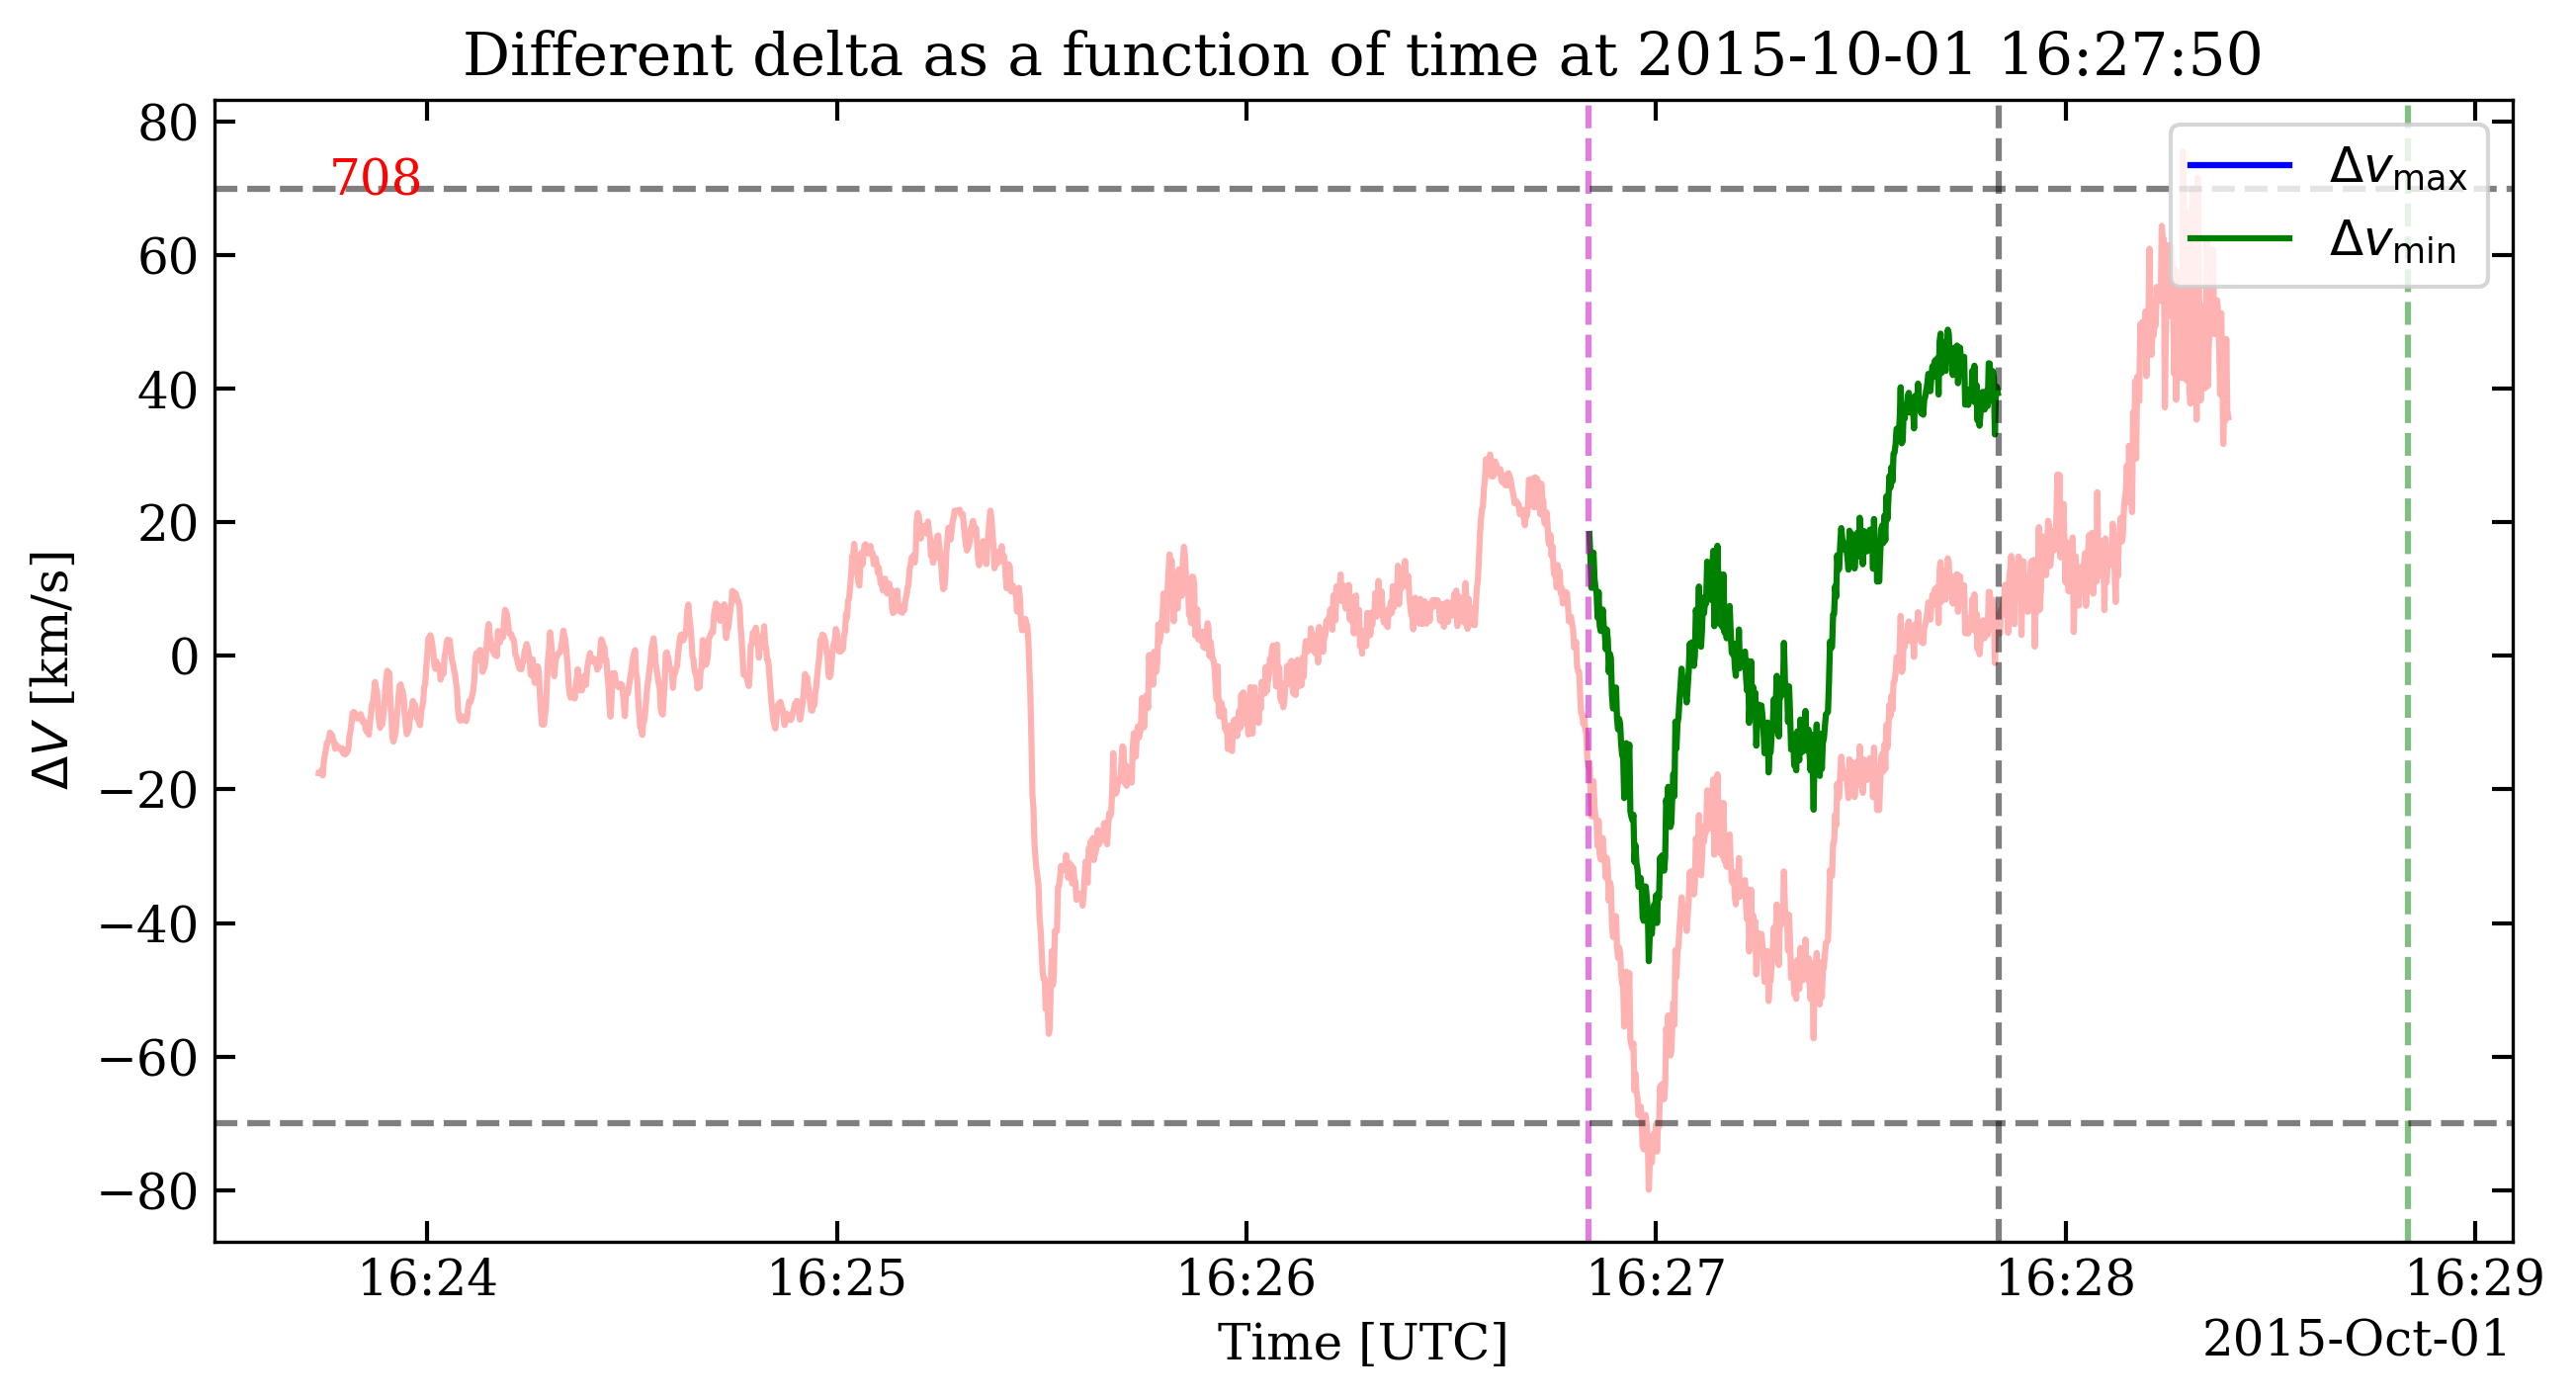 Different delta as a function of time at 2015-10-01 16:27:50
80
60
40
20
0
−20
−40
−60
−80
ΔV [km/s]
708
Δv_max
Δv_min
16:24 16:25 16:26 16:27 16:28 16:29
Time [UTC]
2015-Oct-01